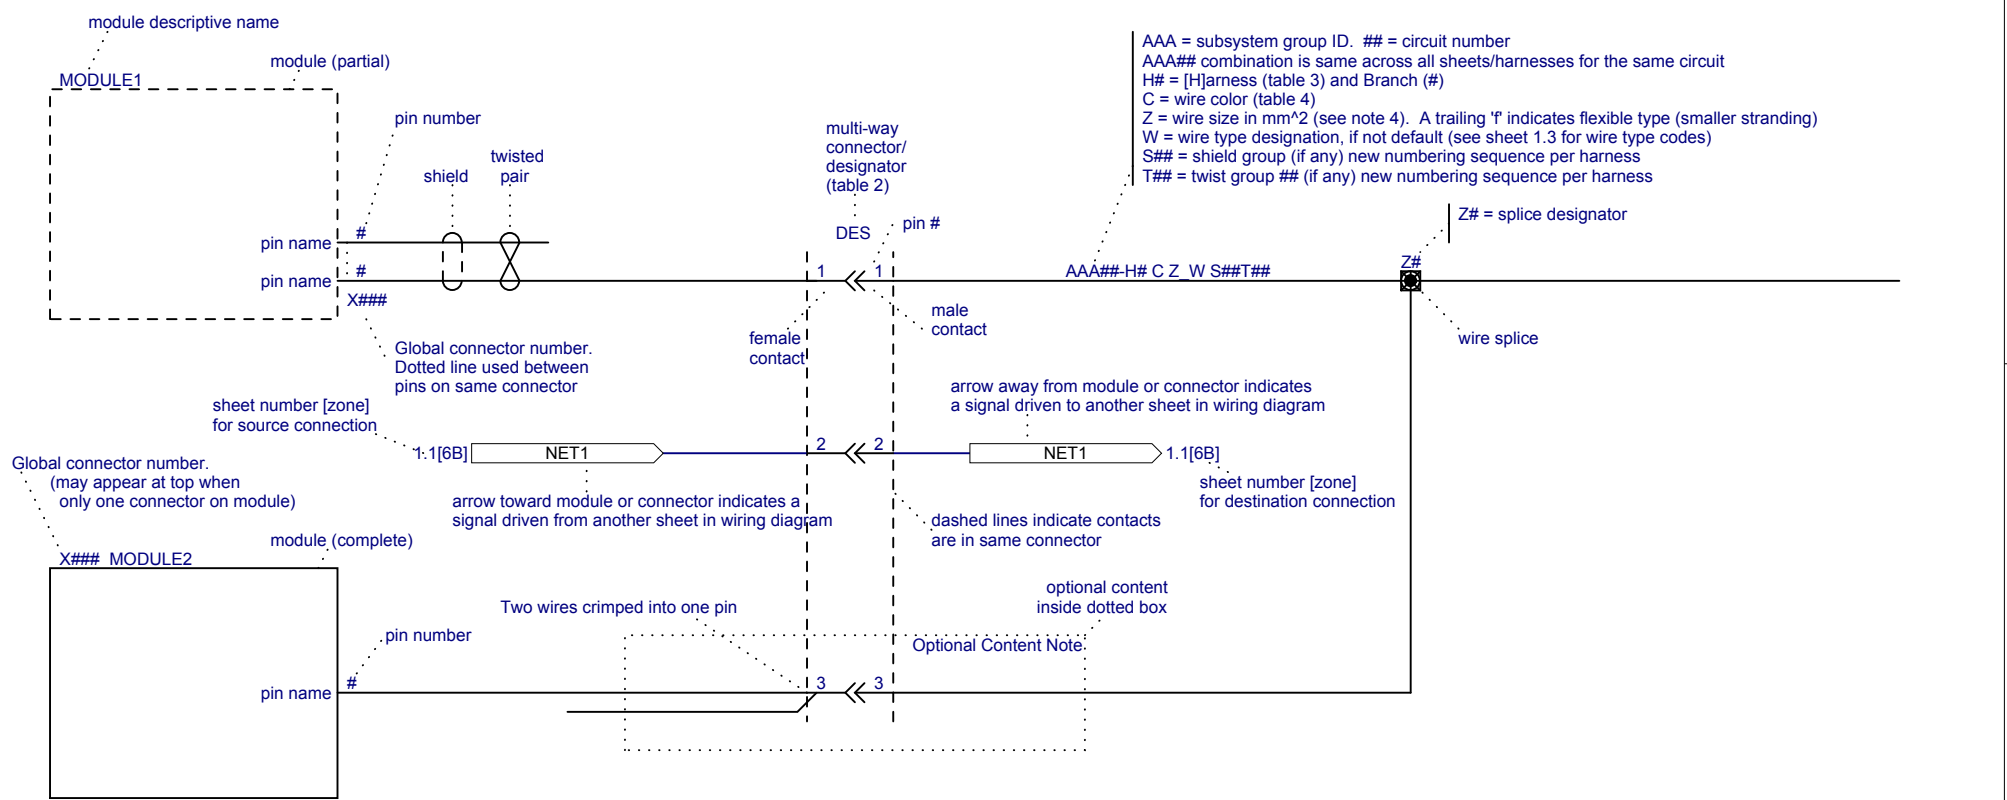 module descriptive name
module (partial)
MODULE1
pin number
twisted
pair
shield
pin name
#
pin name
#
X###
Global connector number.
Dotted line used between
pins on same connector
multi-way
connector/
designator
(table 2)
DES
pin #
1
1
female
contact
male
contact
AAA = subsystem group ID.  ## = circuit number
AAA## combination is same across all sheets/harnesses for the same circuit
H# = [H]arness (table 3) and Branch (#)
C = wire color (table 4)
Z = wire size in mm^2 (see note 4).  A trailing 'f' indicates flexible type (smaller stranding)
W = wire type designation, if not default (see sheet 1.3 for wire type codes)
S## = shield group (if any) new numbering sequence per harness
T## = twist group ## (if any) new numbering sequence per harness
AAA##-H# C Z_W S##T##
Z# = splice designator
Z#
wire splice
sheet number [zone]
for source connection
1.1[6B]
NET1
arrow toward module or connector indicates a
signal driven from another sheet in wiring diagram
2
2
arrow away from module or connector indicates
a signal driven to another sheet in wiring diagram
NET1
1.1[6B]
sheet number [zone]
for destination connection
dashed lines indicate contacts
are in same connector
Global connector number.
(may appear at top when
only one connector on module)
module (complete)
X### MODULE2
pin number
pin name
#
Two wires crimped into one pin
optional content
inside dotted box
Optional Content Note
3
3